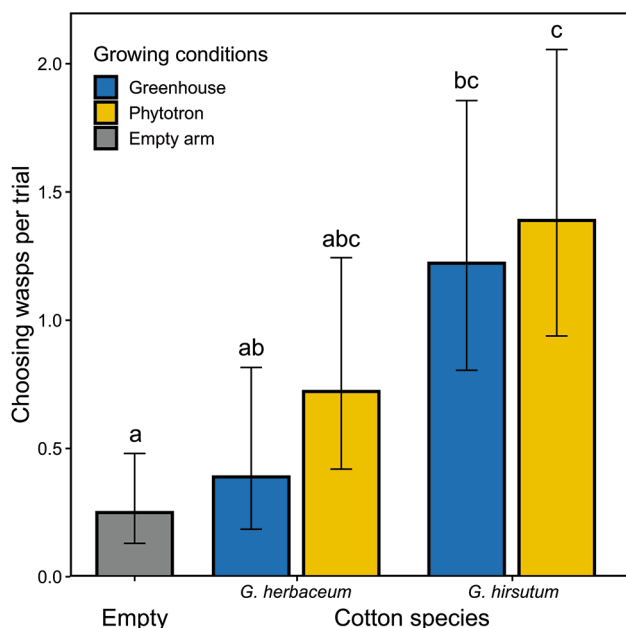 Growing conditions
Greenhouse
Phytotron
Empty arm
Choosing wasps per trial
2.0
1.5
1.0
0.5
0.0
a
ab
abc
bc
c
G. herbaceum
G. hirsutum
Empty
Cotton species